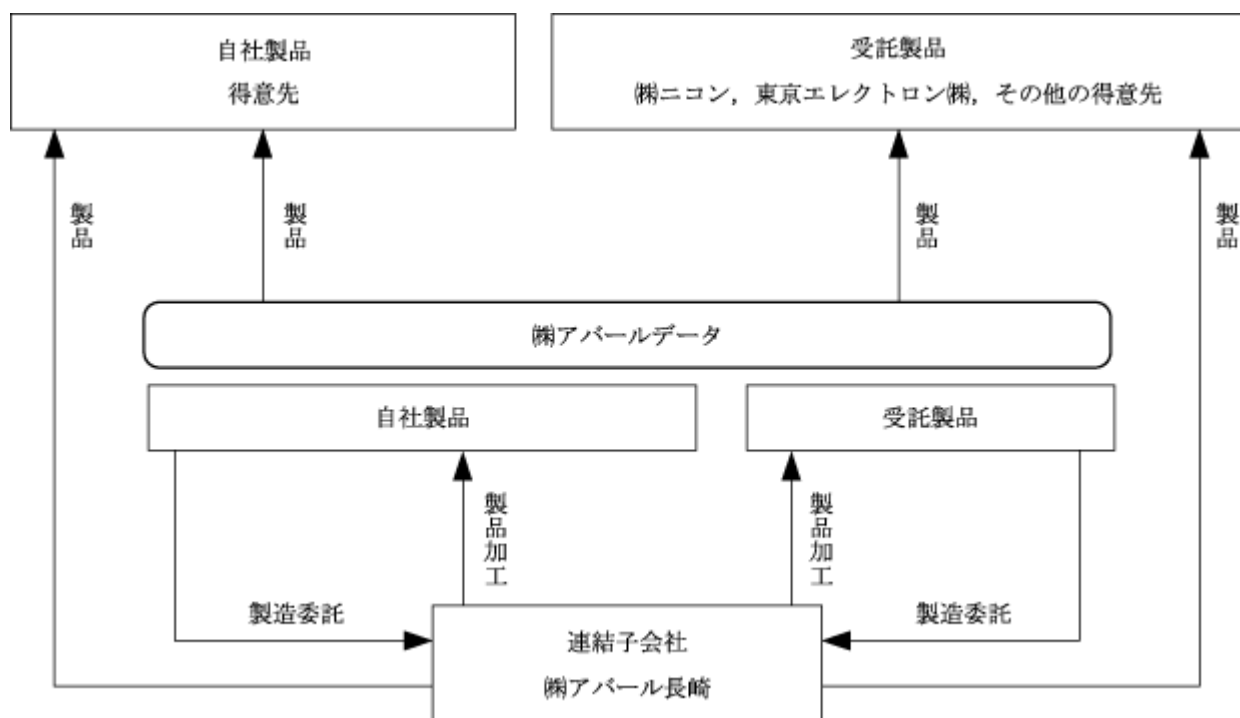 自社製品
得意先
受託製品
㈱ニコン，東京エレクトロン㈱，その他の得意先
製品
製品
製品
製品
㈱アバールデータ
自社製品
受託製品
製品加工
製品加工
製造委託
製造委託
連結子会社
㈱アバール長崎